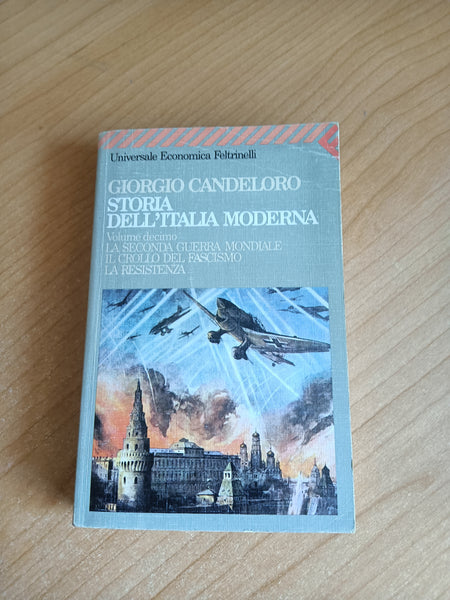 Universale Economica Feltrinelli
GIORGIO CANDELORO
STORIA
DELL'ITALIA MODERNA
Volume decimo
LA SECONDA GUERRA MONDIALE
IL CROLLO DEL FASCISMO
LA RESISTENZA